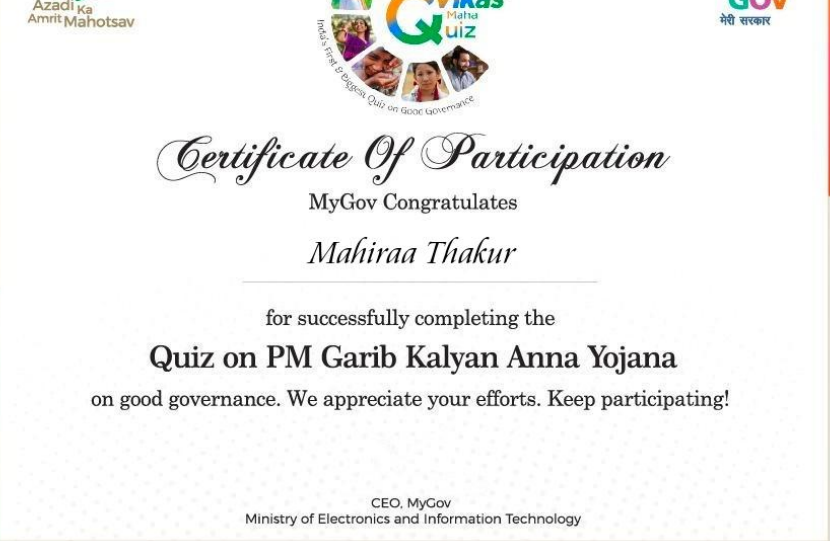 Azadi Ka
Amrit Mahotsav
Vikas
Maha
Quiz
India's First & Biggest Quiz on Good Governance
GOV
मेरी सरकार
Certificate Of Participation
MyGov Congratulates
Mahiraa Thakur
for successfully completing the
Quiz on PM Garib Kalyan Anna Yojana
on good governance. We appreciate your efforts. Keep participating!
CEO, MyGov
Ministry of Electronics and Information Technology